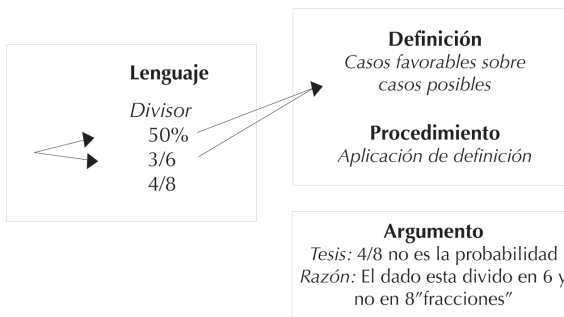 Lenguaje
Divisor
50%
3/6
4/8
Definición
Casos favorables sobre
casos posibles
Procedimiento
Aplicación de definición
Argumento
Tesis: 4/8 no es la probabilidad
Razón: El dado esta divido en 6 y
no en 8"fracciones"